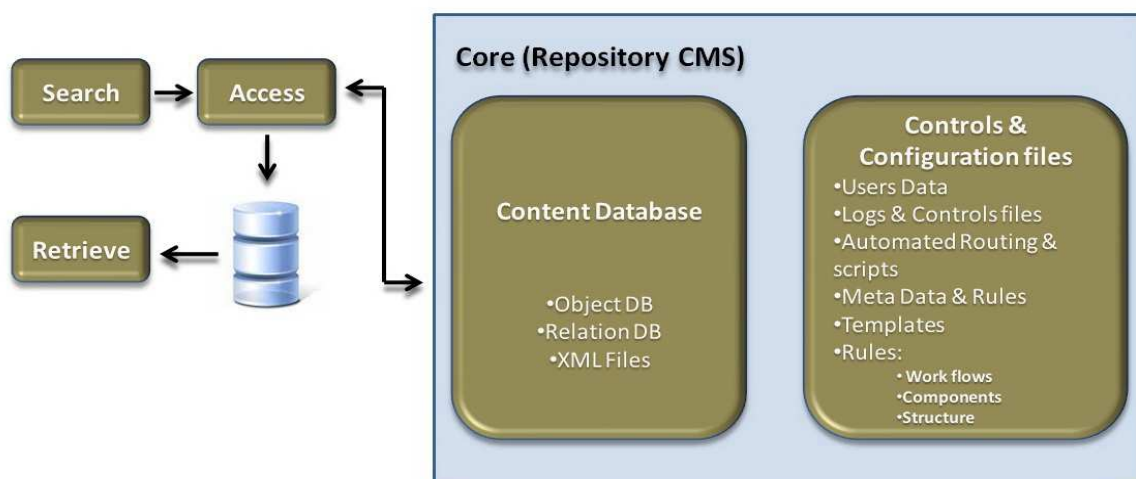 Search
Access
Retrieve
Core (Repository CMS)
Content Database
•Object DB
•Relation DB
•XML Files
Controls &
Configuration files
•Users Data
•Logs & Controls files
•Automated Routing &
scripts
•Meta Data & Rules
•Templates
•Rules:
•Work flows
•Components
•Structure